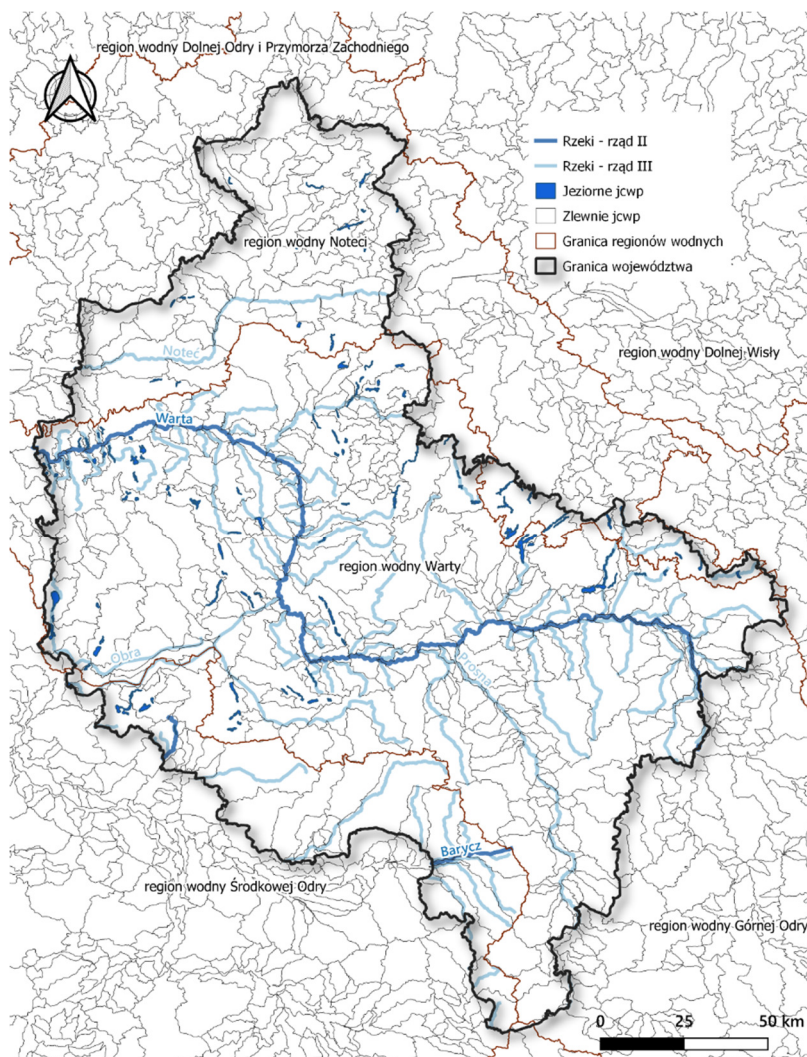 region wodny Dolnej Odry i Przymorza Zachodniego
Rzeki - rząd II
Rzeki - rząd III
Jeziorne jcwp
Zlewnie jcwp
Granica regionów wodnych
Granica województwa
region wodny Noteci
Noteć
region wodny Dolnej Wisły
Warta
region wodny Warty
Obra
Prosna
Barycz
region wodny Środkowej Odry
region wodny Górnej Odry
0 25 50 km